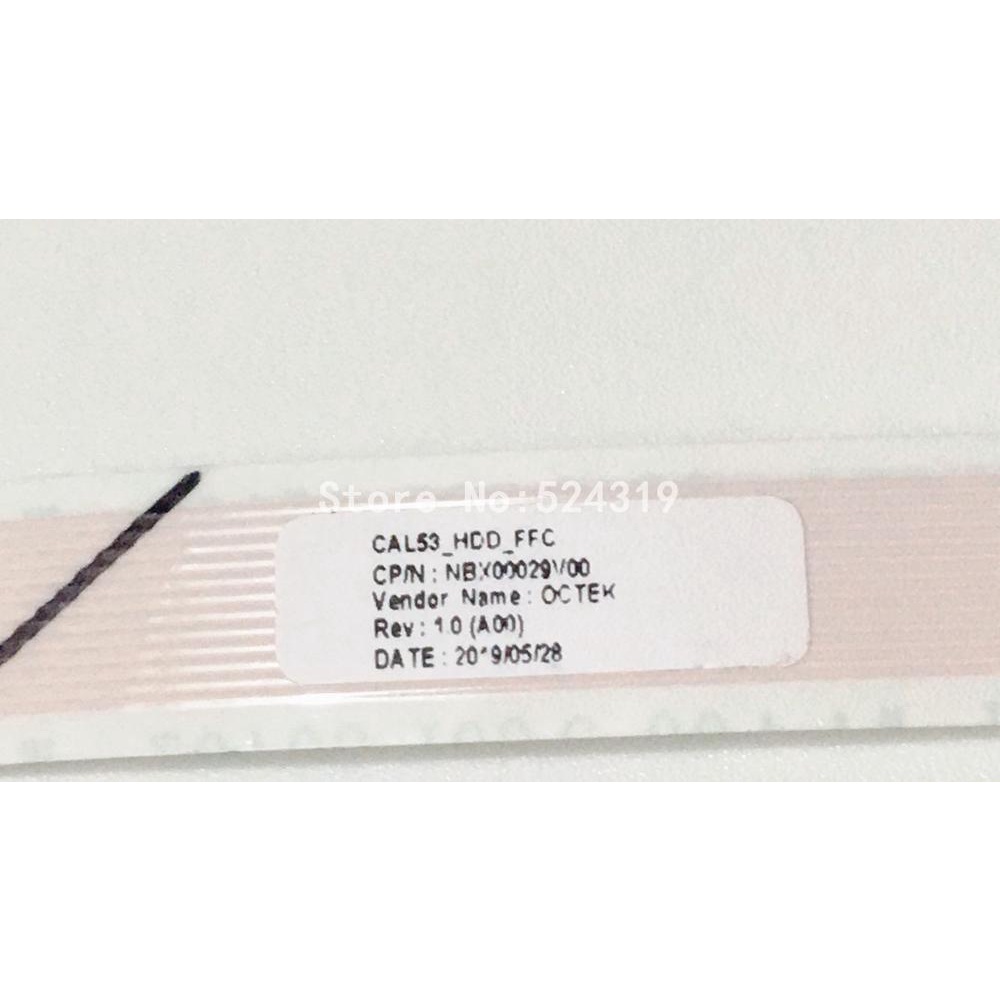 Store No:524319
CAL53_HDD_FFC
CP/N : NBX00029V00
Vendor Name : OCTEK
Rev : 1.0 (A00)
DATE : 2019/05/28